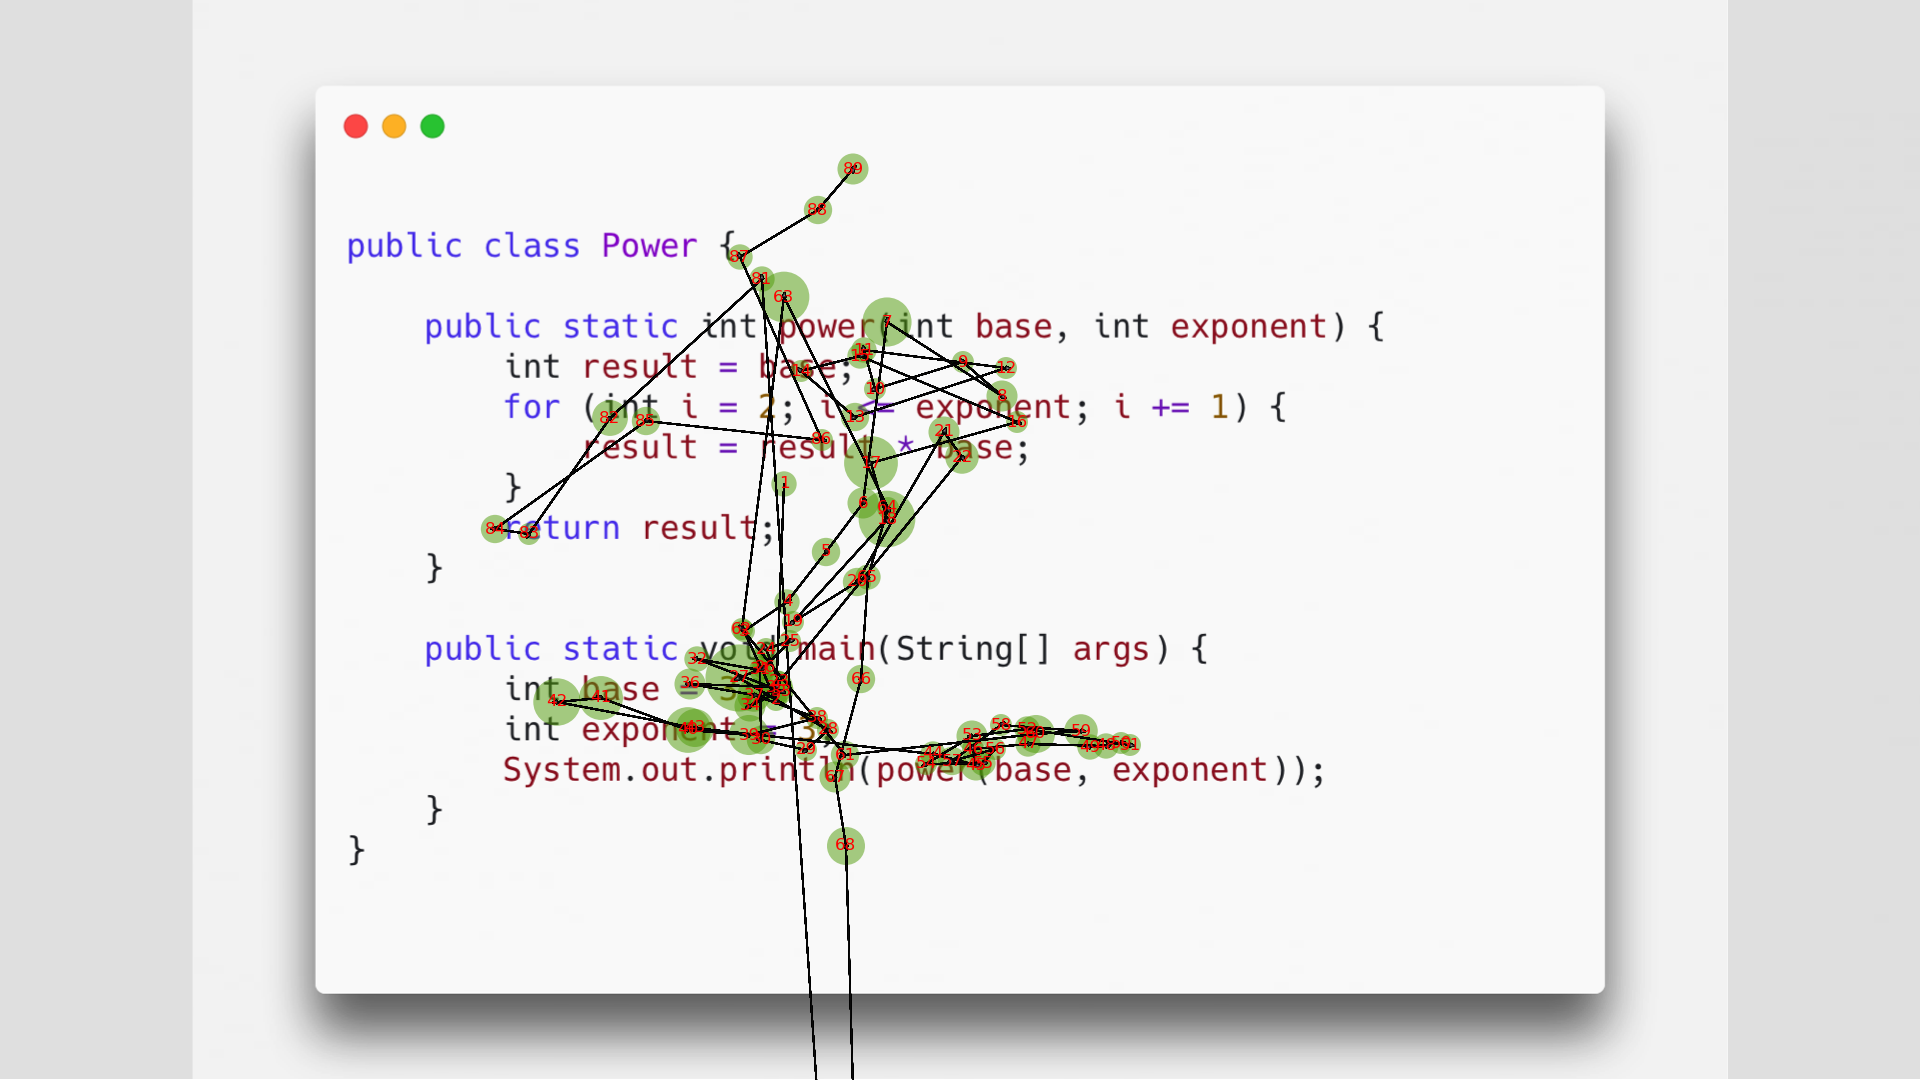 public class Power {
public static int power(int base, int exponent) {
int result = base;
for (int i = 2; i <= exponent; i += 1) {
result = result * base;
}
return result;
}
public static void main(String[] args) {
int base = 3;
int exponent = 3;
System.out.println(power(base, exponent));
}
}